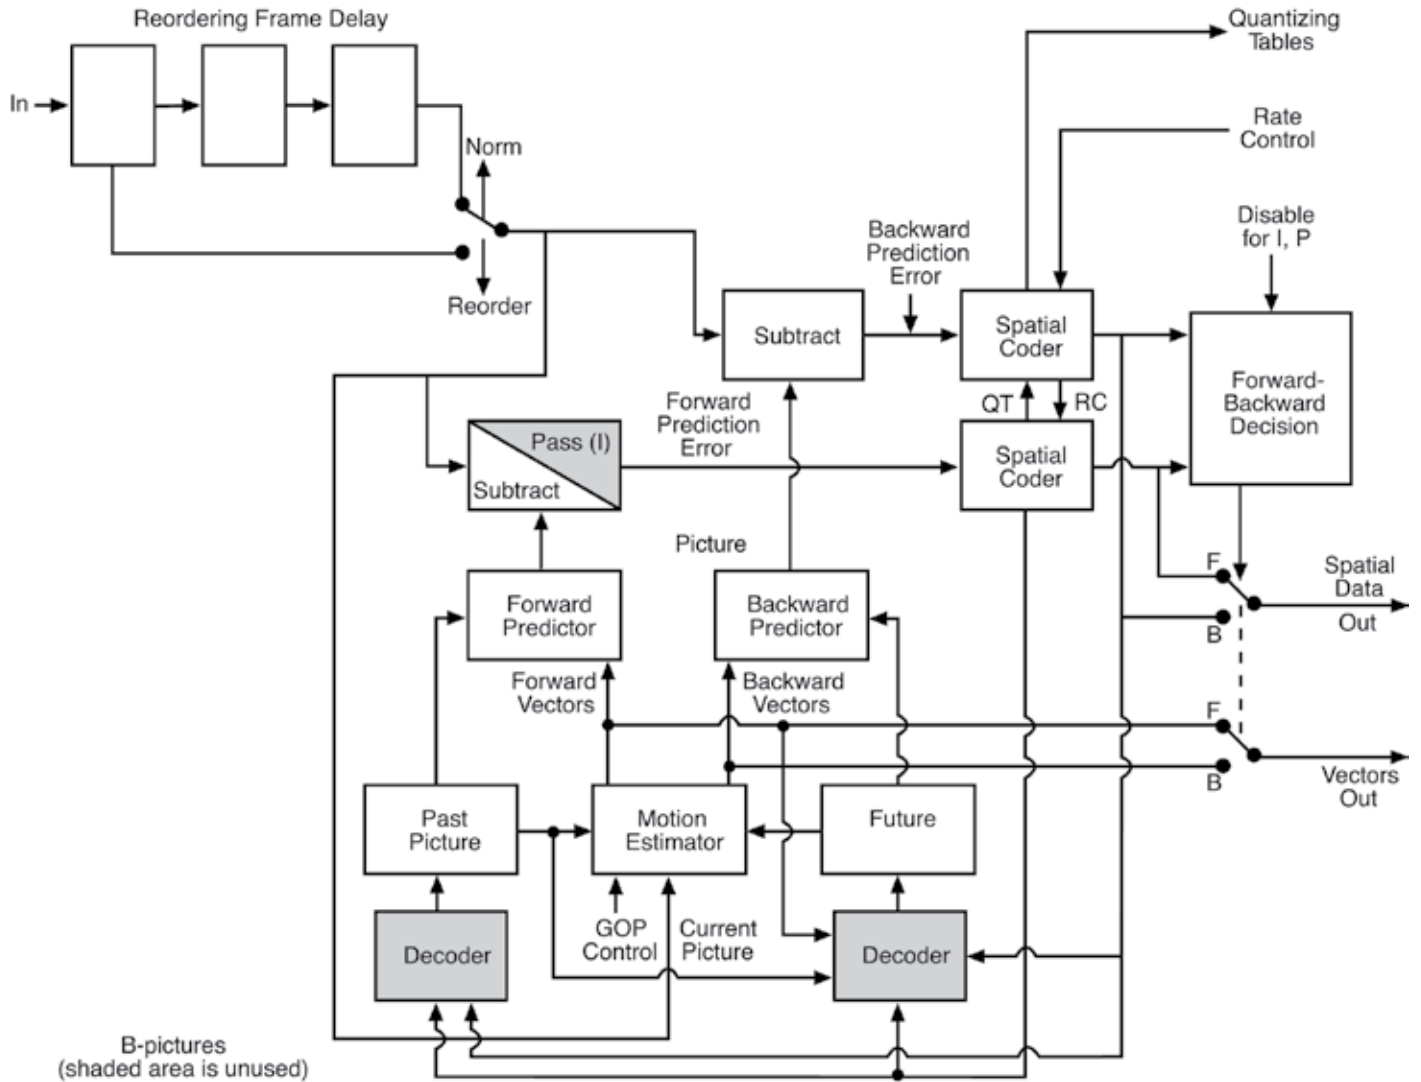 Reordering Frame Delay
Quantizing
Tables
In
Rate
Control
Norm
Disable
for I, P
Backward
Prediction
Error
Reorder
Subtract
Spatial
Coder
Forward-
Backward
Decision
QT
RC
Forward
Prediction
Error
Pass (I)
Subtract
Spatial
Coder
Picture
F
Spatial
Data
Out
B
Forward
Predictor
Backward
Predictor
Forward
Vectors
Backward
Vectors
F
B
Vectors
Out
Past
Picture
Motion
Estimator
Future
GOP
Control
Current
Picture
Decoder
Decoder
B-pictures
(shaded area is unused)